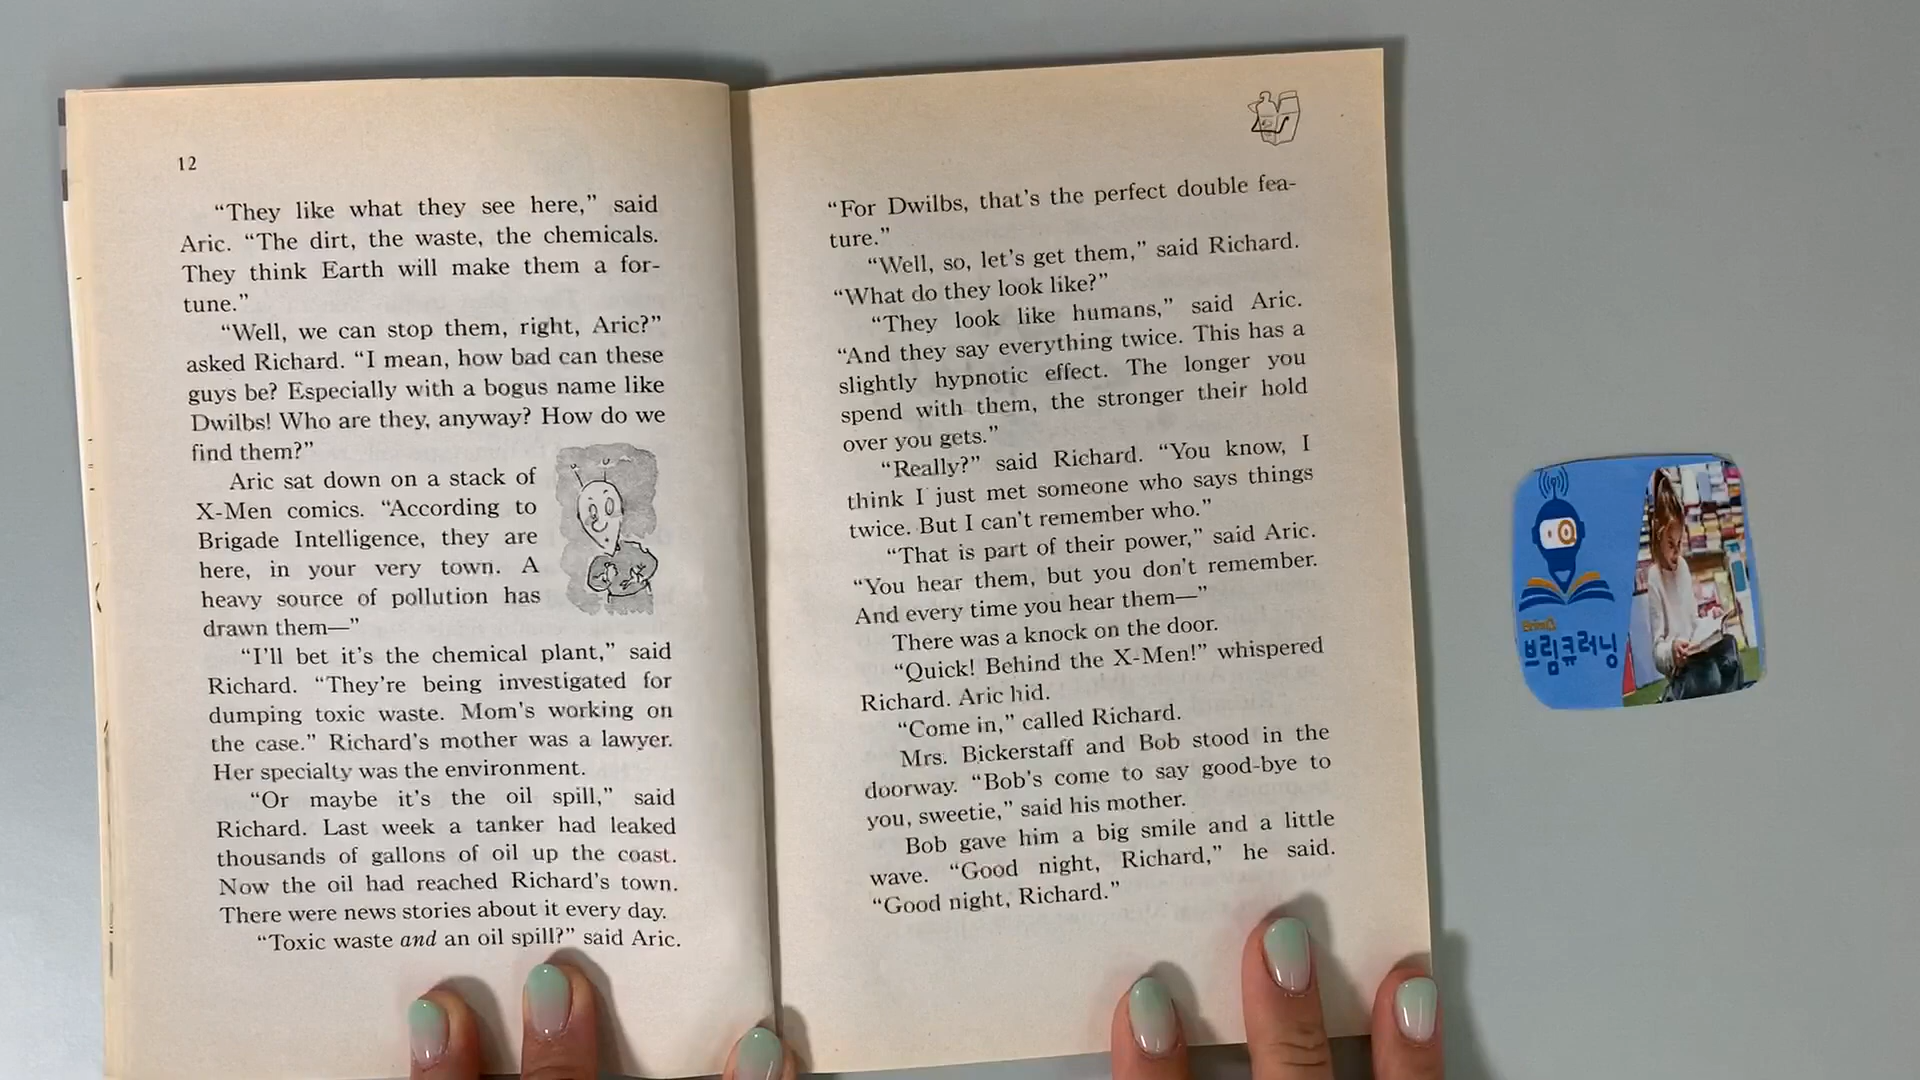 12
“They like what they see here,” said
Aric. “The dirt, the waste, the chemicals.
They think Earth will make them a for-
tune.”
“Well, we can stop them, right, Aric?”
asked Richard. “I mean, how bad can these
guys be? Especially with a bogus name like
Dwilbs! Who are they, anyway? How do we
find them?”
Aric sat down on a stack of
X-Men comics. “According to
Brigade Intelligence, they are
here, in your very town. A
heavy source of pollution has
drawn them—”
“I’ll bet it’s the chemical plant,” said
Richard. “They’re being investigated for
dumping toxic waste. Mom’s working on
the case.” Richard’s mother was a lawyer.
Her specialty was the environment.
“Or maybe it’s the oil spill,” said
Richard. Last week a tanker had leaked
thousands of gallons of oil up the coast.
Now the oil had reached Richard’s town.
There were news stories about it every day.
“Toxic waste and an oil spill?” said Aric.
“For Dwilbs, that’s the perfect double fea-
ture.”
“Well, so, let’s get them,” said Richard.
“What do they look like?”
“They look like humans,” said Aric.
“And they say everything twice. This has a
slightly hypnotic effect. The longer you
spend with them, the stronger their hold
over you gets.”
“Really?” said Richard. “You know, I
think I just met someone who says things
twice. But I can’t remember who.”
“That is part of their power,” said Aric.
“You hear them, but you don’t remember.
And every time you hear them—”
There was a knock on the door.
“Quick! Behind the X-Men!” whispered
Richard. Aric hid.
“Come in,” called Richard.
Mrs. Bickerstaff and Bob stood in the
doorway. “Bob’s come to say good-bye to
you, sweetie,” said his mother.
Bob gave him a big smile and a little
wave. “Good night, Richard,” he said.
“Good night, Richard.”
브림큐러닝